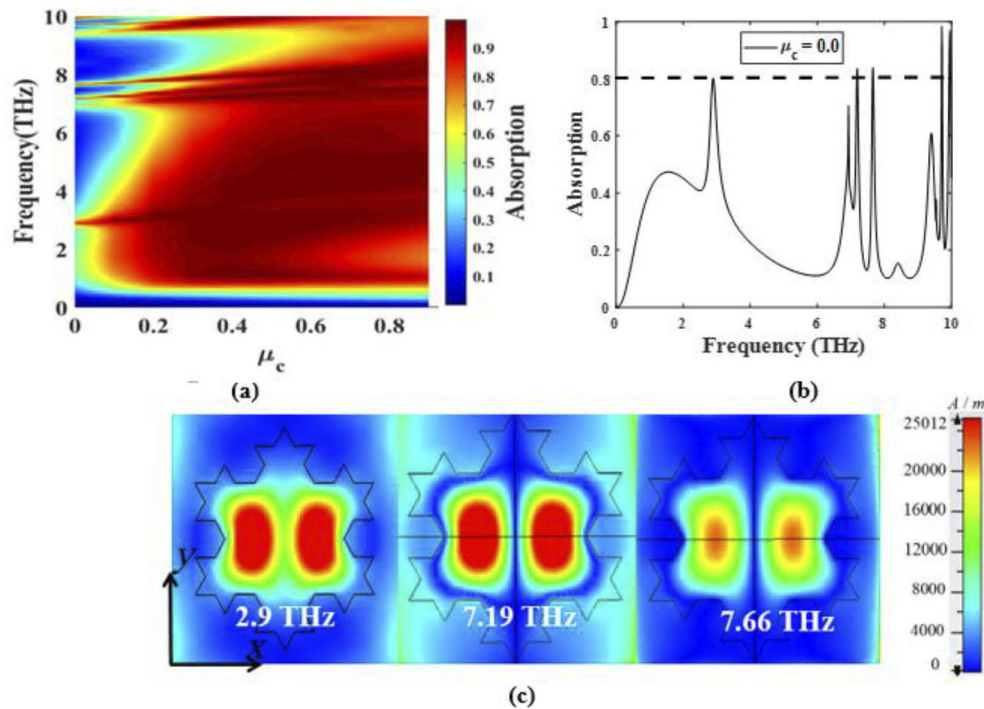 10
8
6
4
2
0
Frequency(THz)
0 0.2 0.4 0.6 0.8
μc
0.9
0.8
0.7
0.6
0.5
0.4
0.3
0.2
0.1
Absorption
(a)
1
0.8
0.6
0.4
0.2
0
Absorption
μc = 0.0
0 2 4 6 8 10
Frequency (THz)
(b)
y
x
2.9 THz
7.19 THz
7.66 THz
A / m
25012
20000
16000
12000
8000
4000
0
(c)